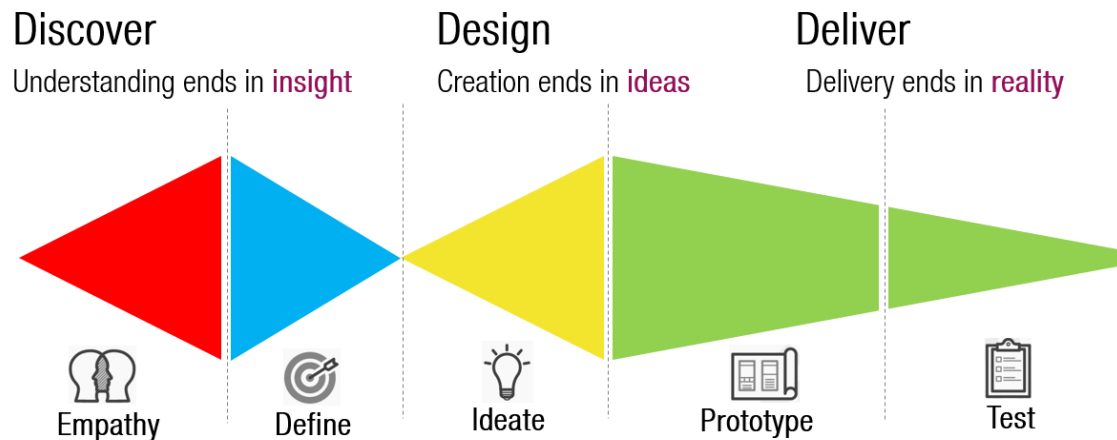 Discover
Understanding ends in insight
Design
Creation ends in ideas
Deliver
Delivery ends in reality
Empathy
Define
Ideate
Prototype
Test